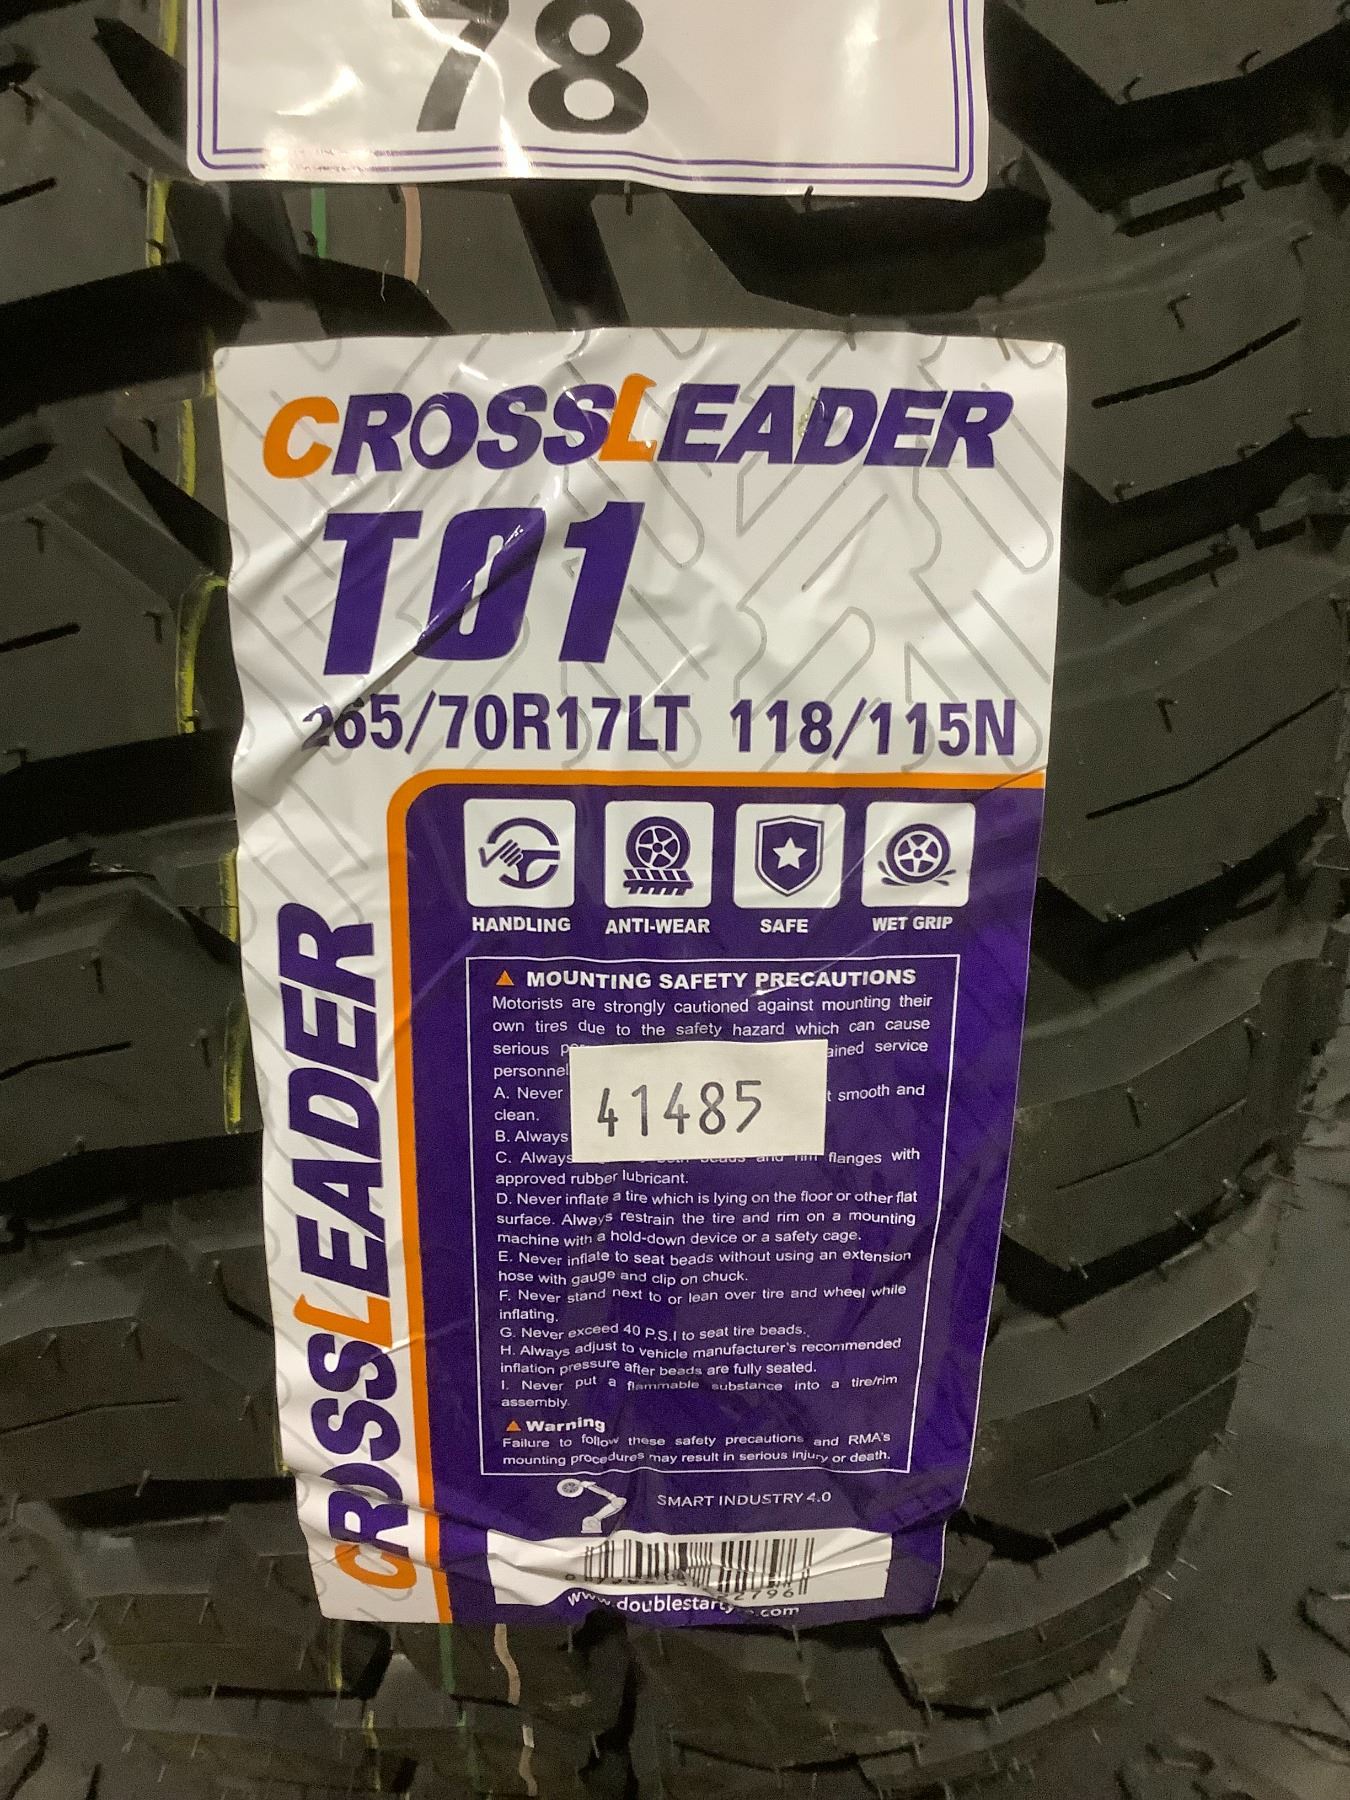 78
CROSSLEADER
T01
265/70R17LT 118/115N
HANDLING ANTI-WEAR SAFE WET GRIP
MOUNTING SAFETY PRECAUTIONS
Motorists are strongly cautioned against mounting their
own tires due to the safety hazard which can cause
serious service
personnel
A. Never smooth and
clean.
B. Always
C. Always and rim flanges with
approved rubber lubricant.
D. Never inflate a tire which is lying on the floor or other flat
surface. Always restrain the tire and rim on a mounting
machine with a hold-down device or a safety cage.
E. Never inflate to seat beads without using an extension
hose with gauge and clip on chuck.
F. Never stand next to or lean over tire and wheel while
inflating.
G. Never exceed 40 P.S.I to seat tire beads.
H. Always adjust to vehicle manufacturer's recommended
inflation pressure after beads are fully seated.
I. Never put a flammable substance into a tire/rim
assembly.
Warning
Failure to follow these safety precautions and RMA's
mounting procedures may result in serious injury or death.
41485
SMART INDUSTRY 4.0
CROSSLEADER